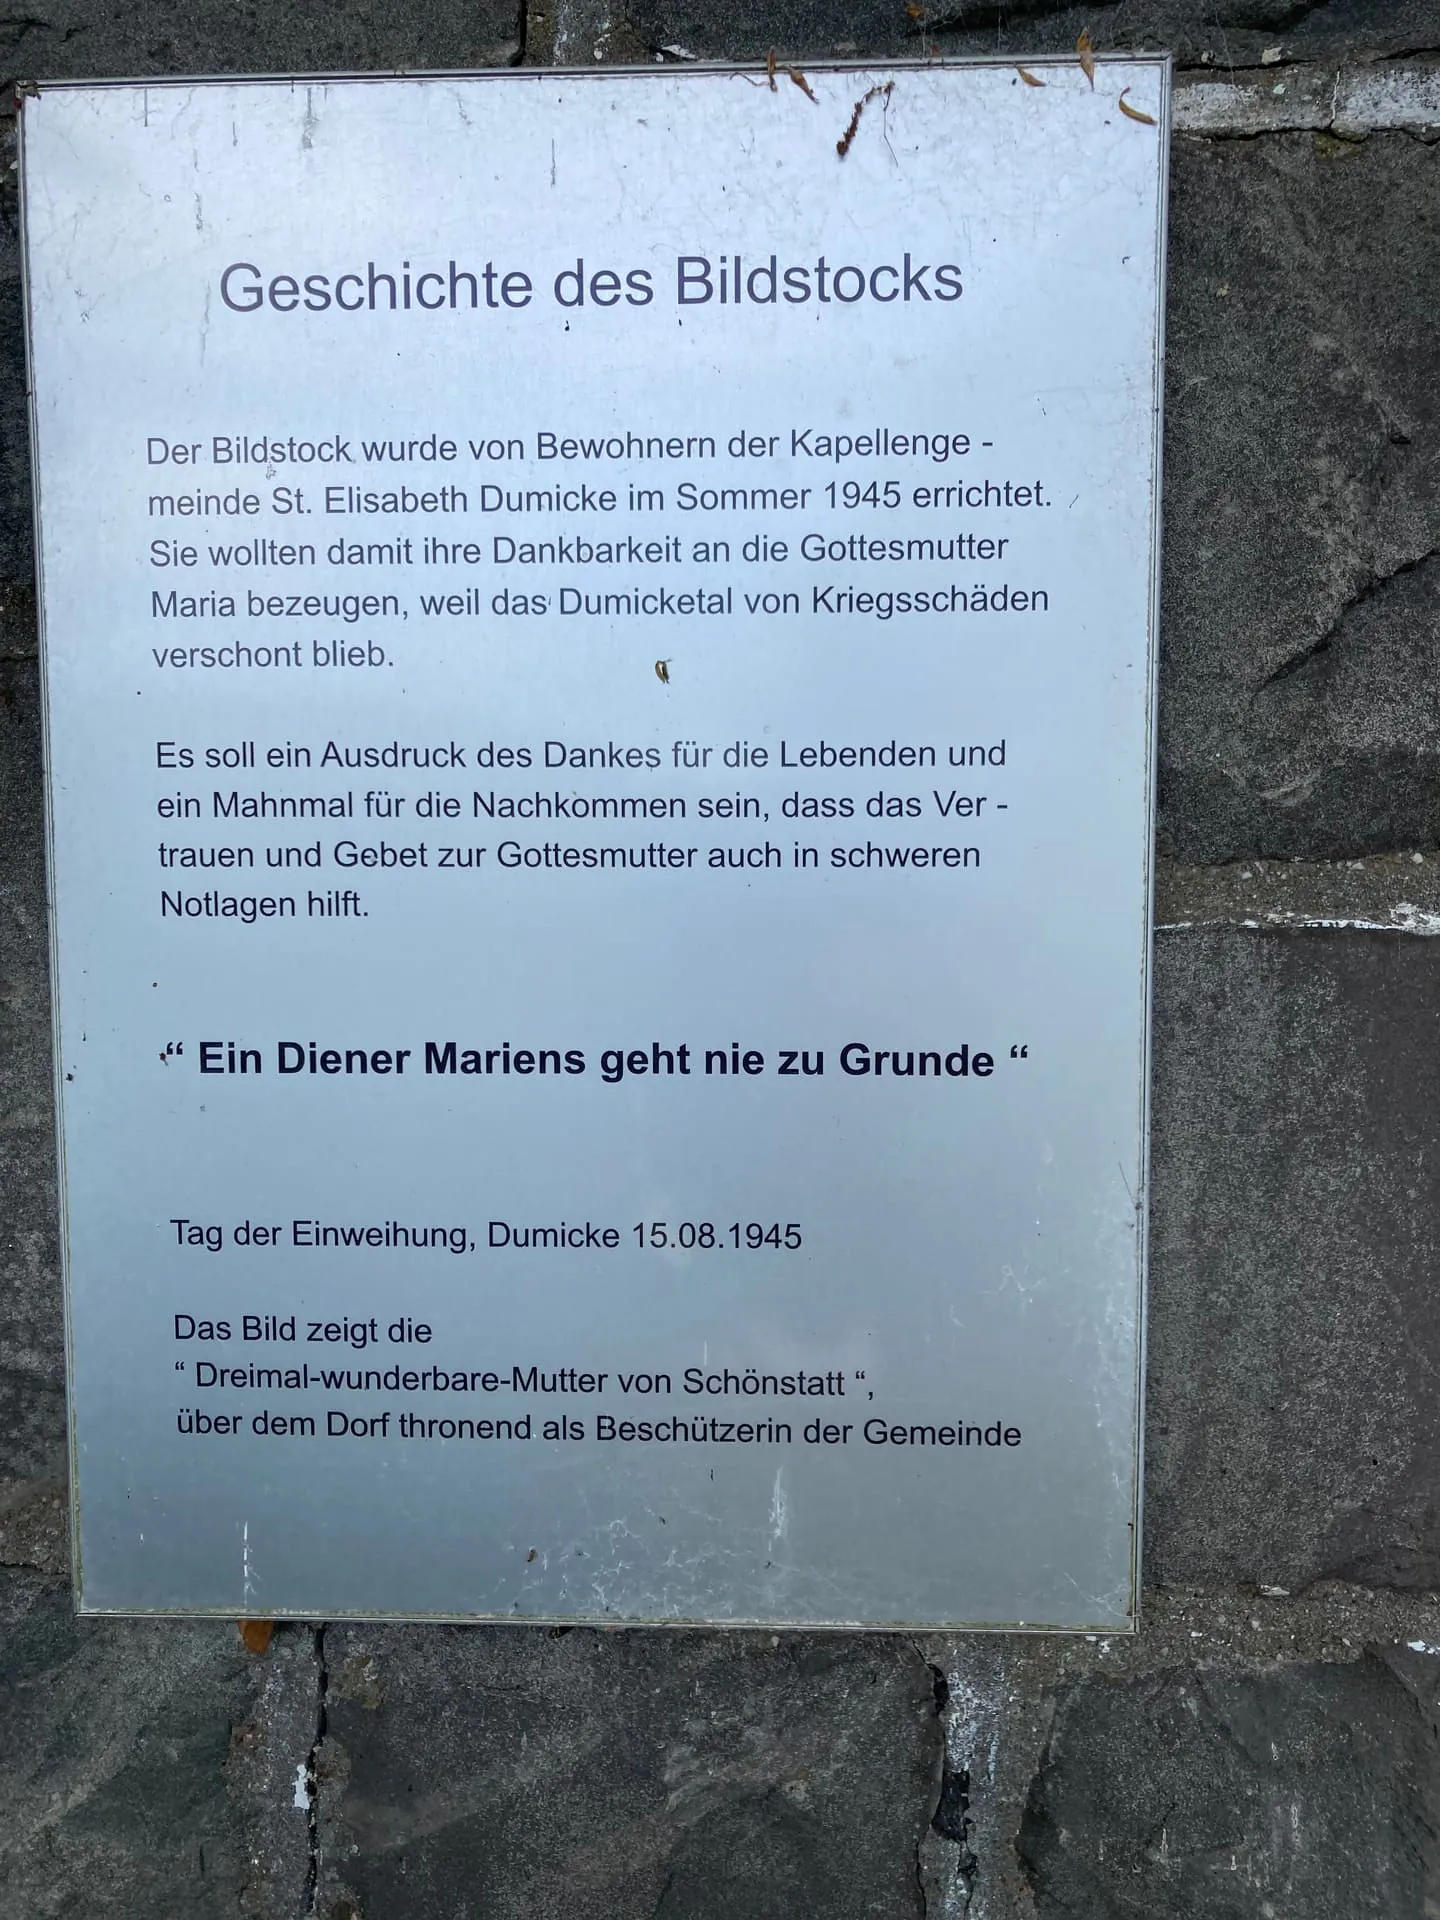 Geschichte des Bildstocks
Der Bildstock wurde von Bewohnern der Kapellenge -
meinde St. Elisabeth Dumicke im Sommer 1945 errichtet.
Sie wollten damit ihre Dankbarkeit an die Gottesmutter
Maria bezeugen, weil das Dumicketal von Kriegsschäden
verschont blieb.
Es soll ein Ausdruck des Dankes für die Lebenden und
ein Mahnmal für die Nachkommen sein, dass das Ver -
trauen und Gebet zur Gottesmutter auch in schweren
Notlagen hilft.
“ Ein Diener Mariens geht nie zu Grunde “
Tag der Einweihung, Dumicke 15.08.1945
Das Bild zeigt die
“ Dreimal-wunderbare-Mutter von Schönstatt “,
über dem Dorf thronend als Beschützerin der Gemeinde